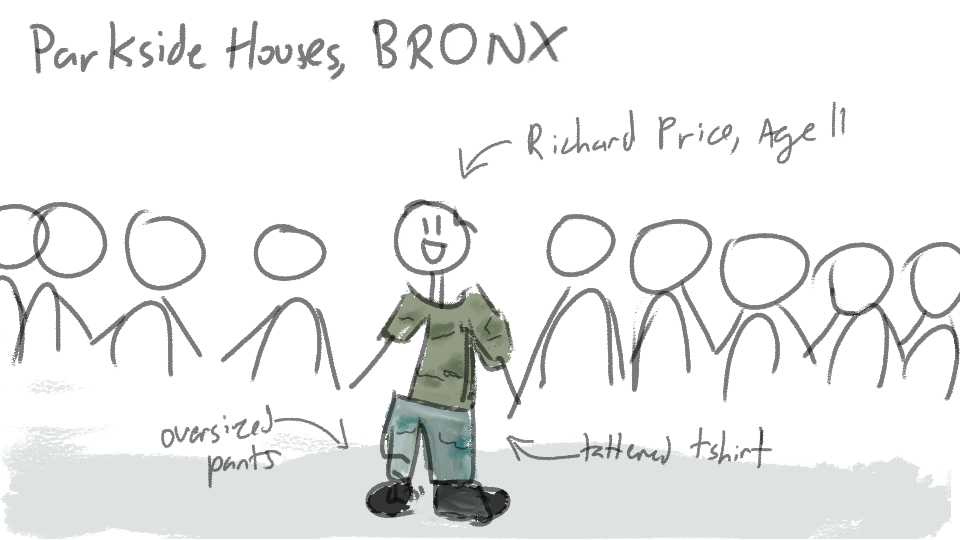 Parkside Houses, BRONX
Richard Price, Age 11
oversized
pants
tattered tshirt